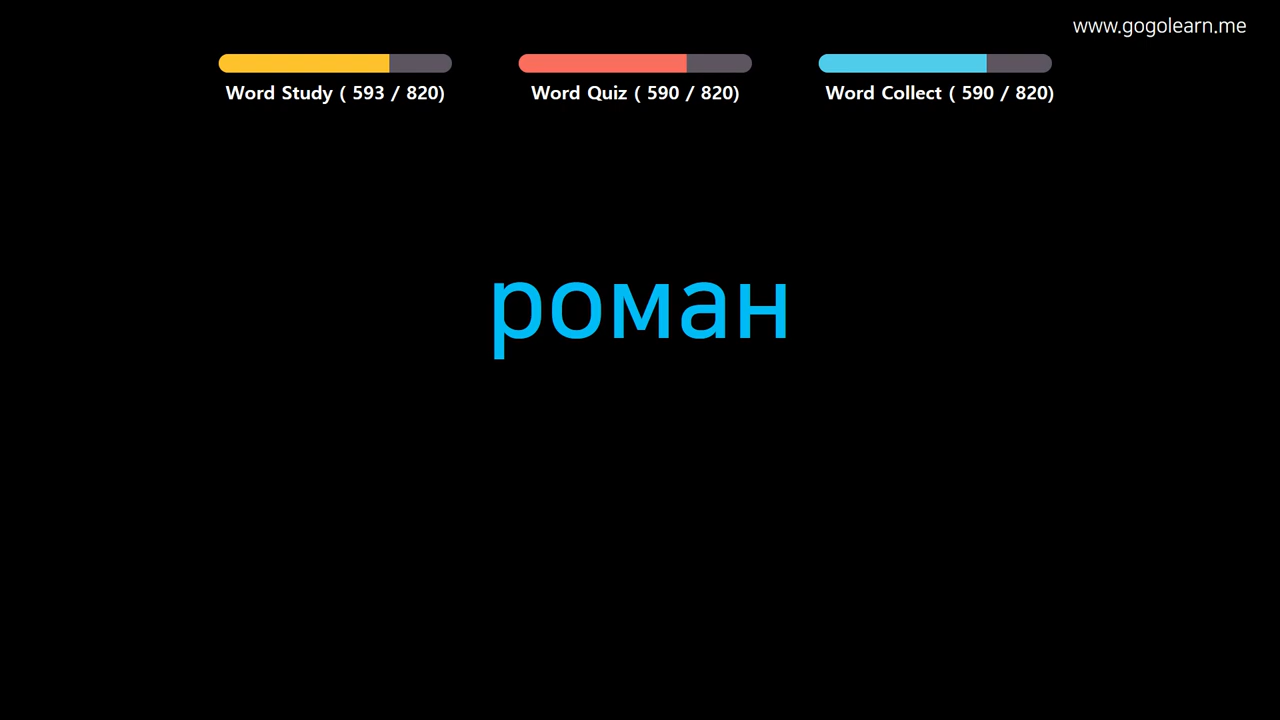 www.gogolearn.me
Word Study ( 593 / 820)
Word Quiz ( 590 / 820)
Word Collect ( 590 / 820)
роман